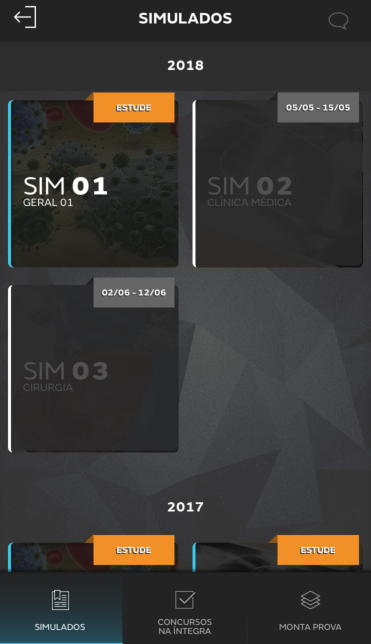 SIMULADOS
2018
ESTUDE
SIM 01
GERAL 01
05/05 - 15/05
SIM 02
CLÍNICA MÉDICA
02/06 - 12/06
SIM 03
CIRURGIA
2017
ESTUDE
ESTUDE
SIMULADOS
CONCURSOS
NA ÍNTEGRA
MONTA PROVA